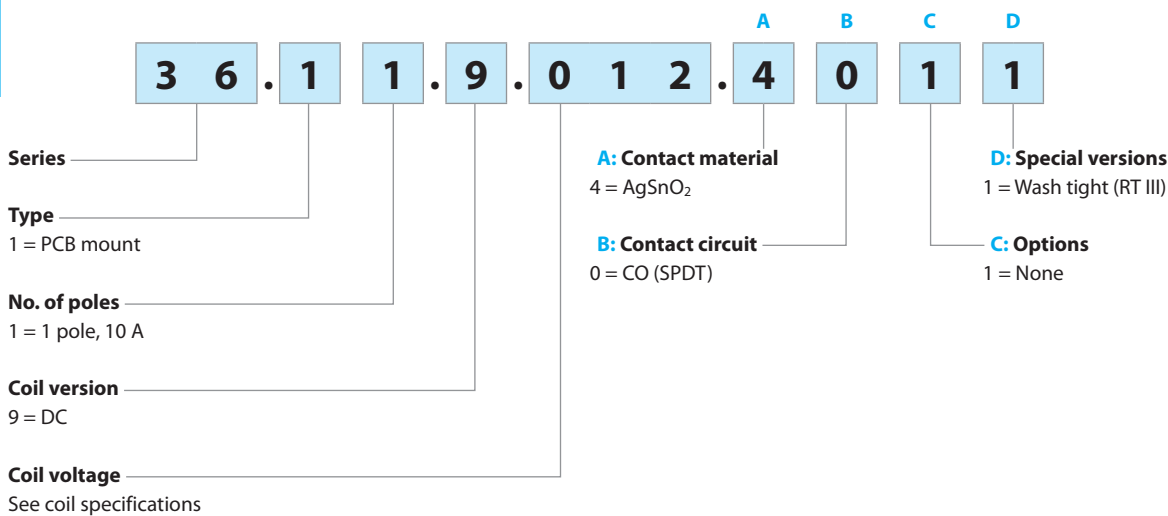 A B C D
3 6 . 1 1 . 9 . 0 1 2 . 4 0 1 1
Series
Type
1 = PCB mount
No. of poles
1 = 1 pole, 10 A
Coil version
9 = DC
Coil voltage
See coil specifications
A: Contact material
4 = AgSnO₂
B: Contact circuit
0 = CO (SPDT)
D: Special versions
1 = Wash tight (RT III)
C: Options
1 = None